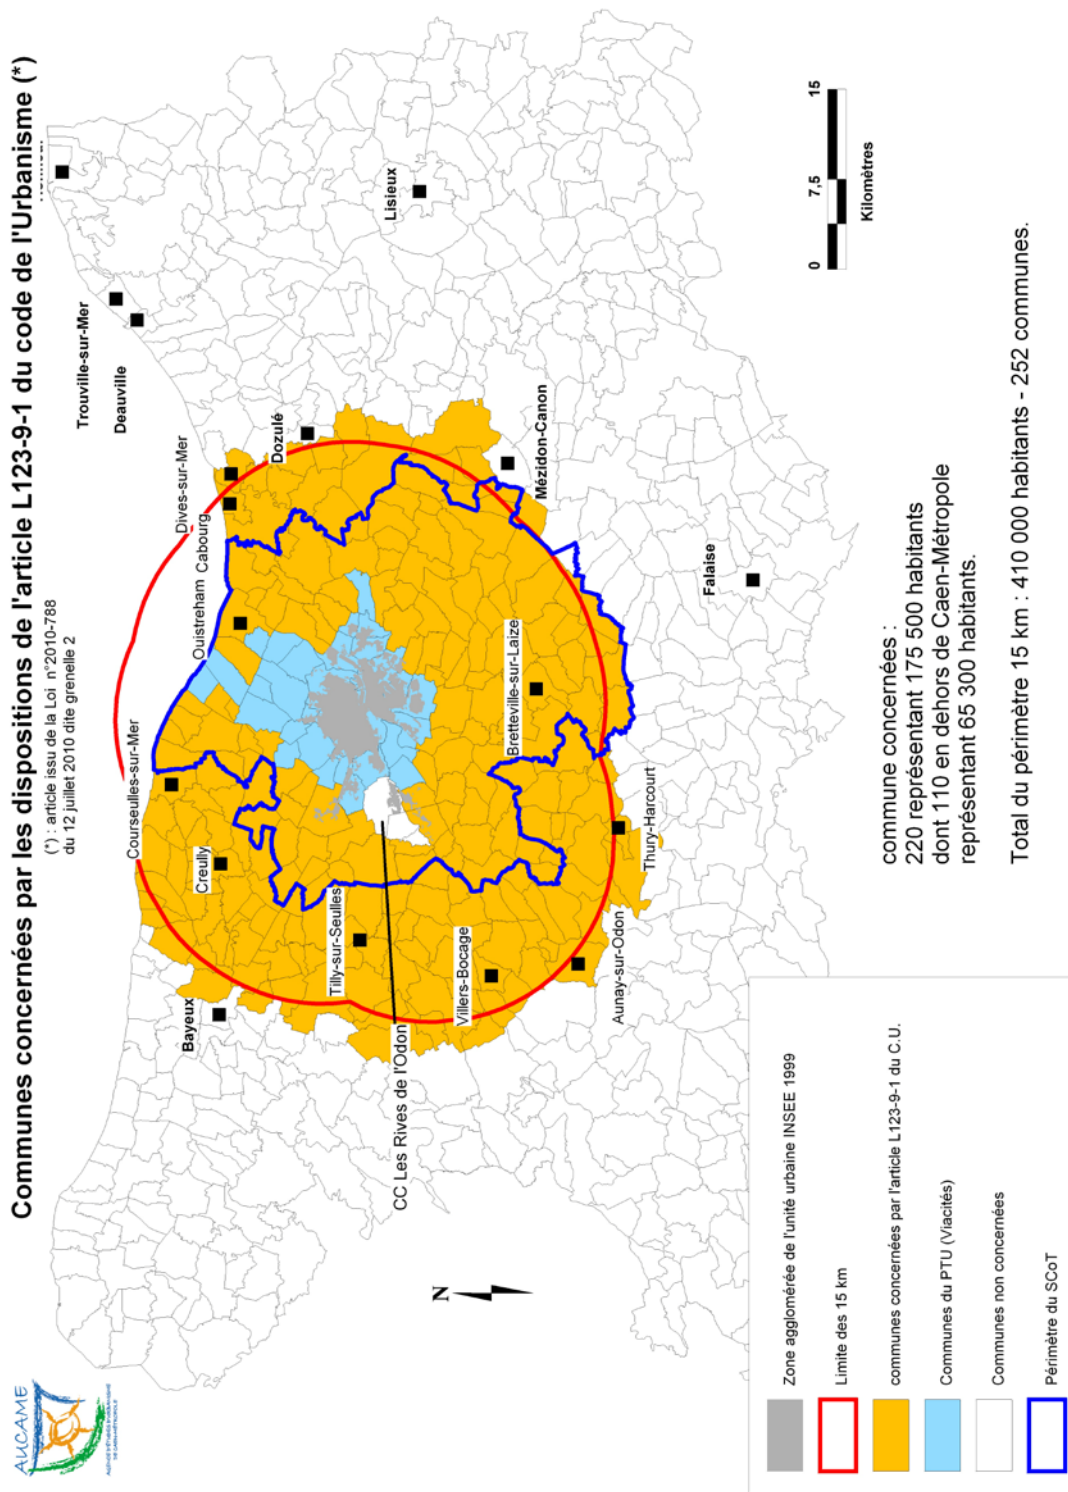 Communes concernées par les dispositions de l'article L123-9-1 du code de l'Urbanisme (*)
(*) : article issu de la Loi n°2010-788
du 12 juillet 2010 dite grenelle 2
AUCAME
Trouville-sur-Mer
Deauville
Dives-sur-Mer
Cabourg
Ouistreham
Courseulles-sur-Mer
Creully
Bayeux
Dozulé
Lisieux
Tilly-sur-Seulles
CC Les Rives de l'Odon
Villers-Bocage
Mézidon-Canon
Bretteville-sur-Laize
Aunay-sur-Odon
Thury-Harcourt
Falaise
N
0
7,5
15
Kilomètres
commune concernées :
220 représentant 175 500 habitants
dont 110 en dehors de Caen-Métropole
représentant 65 300 habitants.
Total du périmètre 15 km : 410 000 habitants - 252 communes.
Zone agglomérée de l'unité urbaine INSEE 1999
Limite des 15 km
communes concernées par l'article L123-9-1 du C.U.
Communes du PTU (Viacités)
Communes non concernées
Périmètre du SCoT